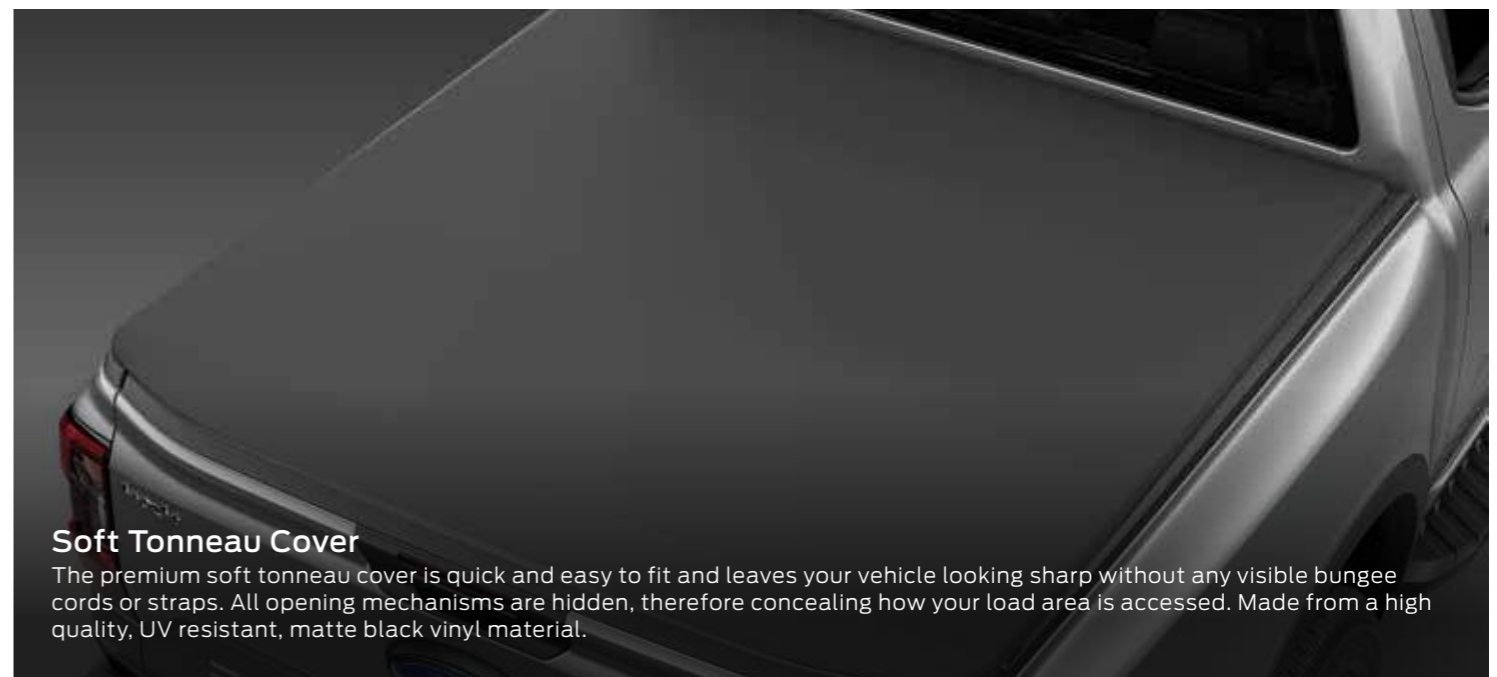 Soft Tonneau Cover
The premium soft tonneau cover is quick and easy to fit and leaves your vehicle looking sharp without any visible bungee
cords or straps. All opening mechanisms are hidden, therefore concealing how your load area is accessed. Made from a high
quality, UV resistant, matte black vinyl material.